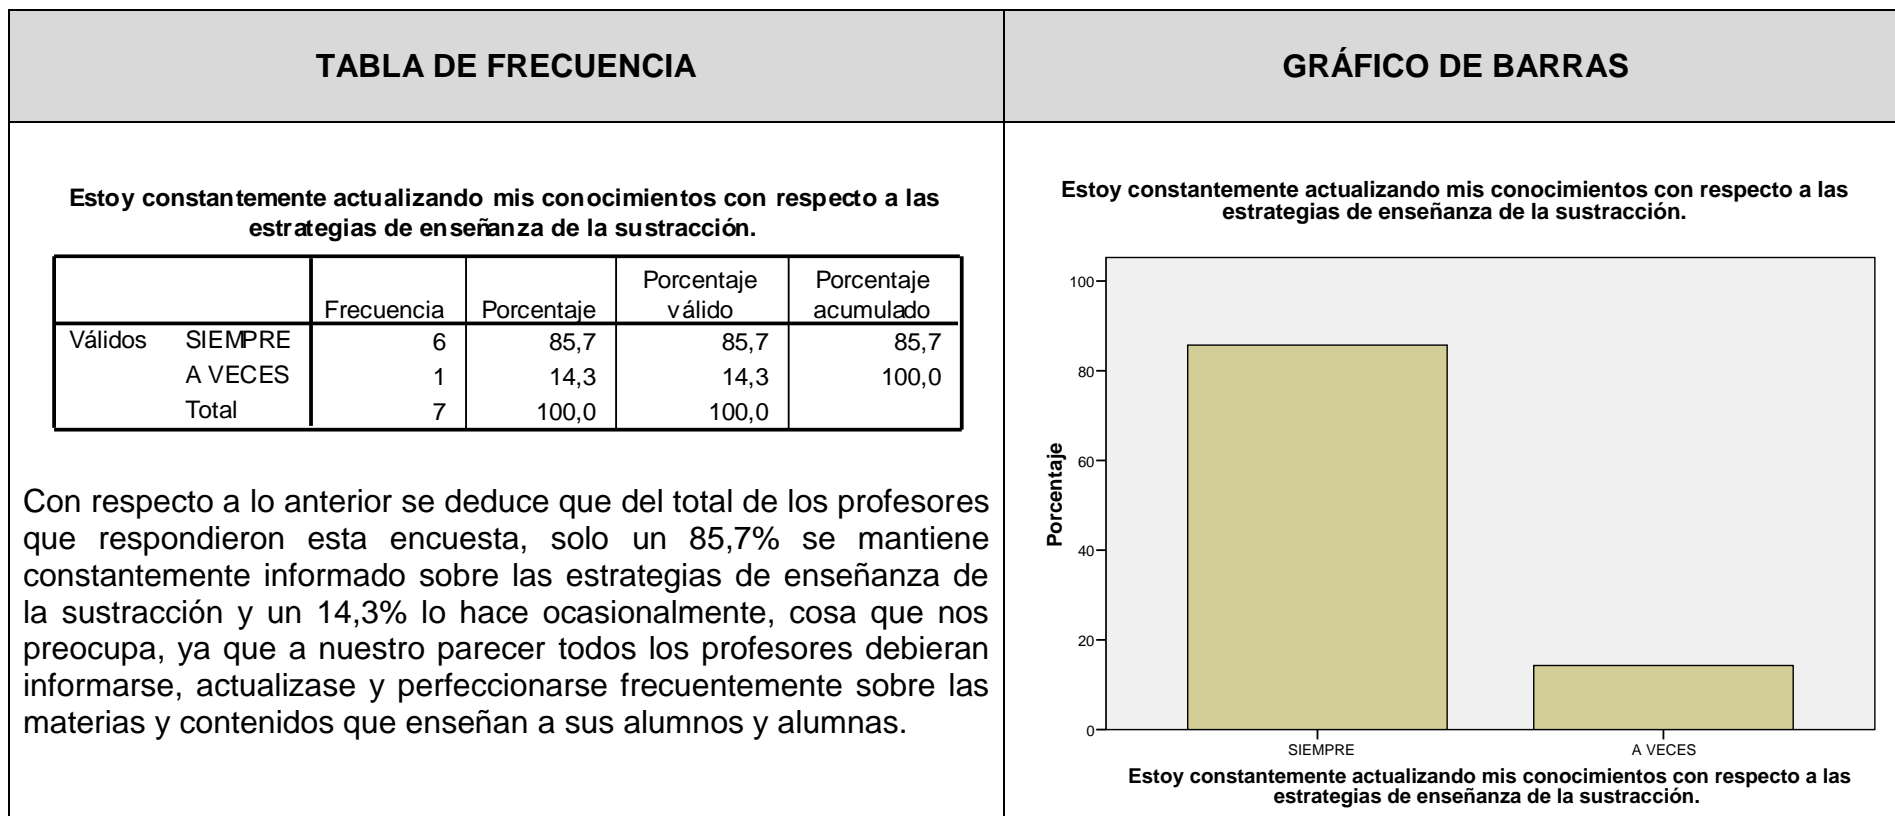 TABLA DE FRECUENCIA
Estoy constantemente actualizando mis conocimientos con respecto a las
estrategias de enseñanza de la sustracción.
Frecuencia Porcentaje Porcentaje válido Porcentaje acumulado
Válidos SIEMPRE 6 85,7 85,7 85,7
A VECES 1 14,3 14,3 100,0
Total 7 100,0 100,0
Con respecto a lo anterior se deduce que del total de los profesores
que respondieron esta encuesta, solo un 85,7% se mantiene
constantemente informado sobre las estrategias de enseñanza de
la sustracción y un 14,3% lo hace ocasionalmente, cosa que nos
preocupa, ya que a nuestro parecer todos los profesores debieran
informarse, actualizase y perfeccionarse frecuentemente sobre las
materias y contenidos que enseñan a sus alumnos y alumnas.
GRÁFICO DE BARRAS
Estoy constantemente actualizando mis conocimientos con respecto a las
estrategias de enseñanza de la sustracción.
Porcentaje
100
80
60
40
20
0
SIEMPRE A VECES
Estoy constantemente actualizando mis conocimientos con respecto a las
estrategias de enseñanza de la sustracción.